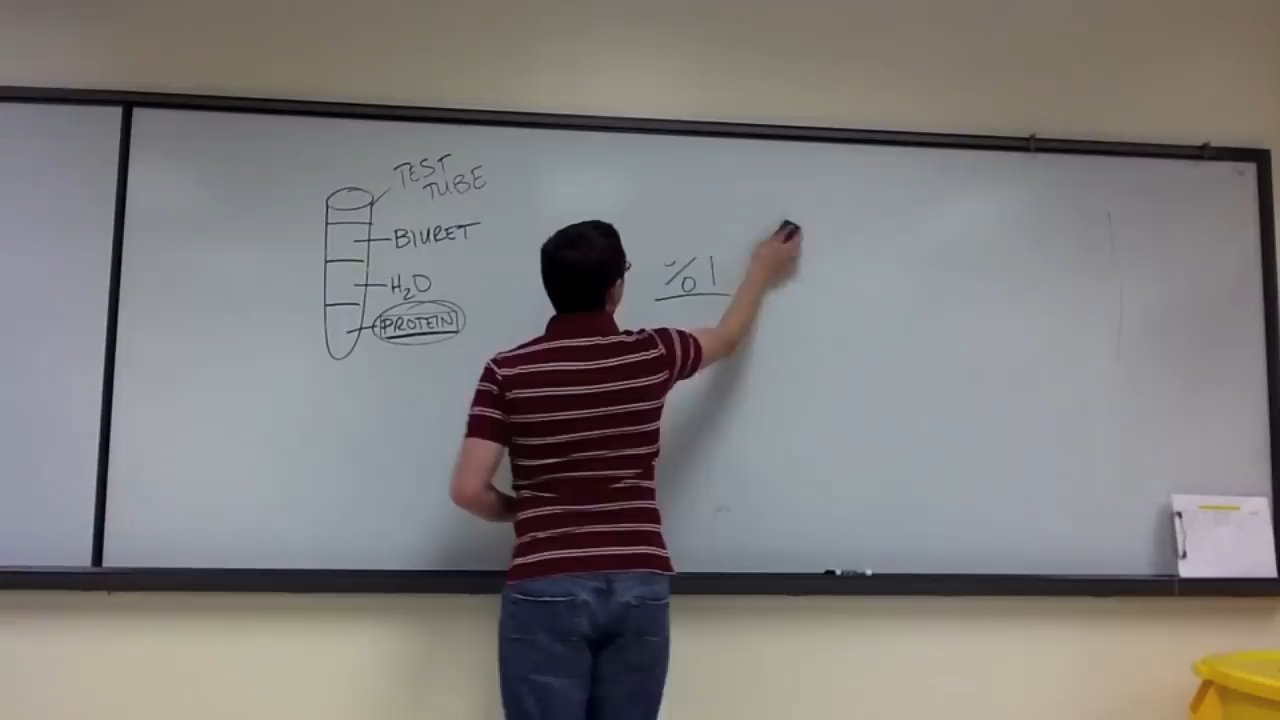 TEST
TUBE
BIURET
H₂O
PROTEIN
% |